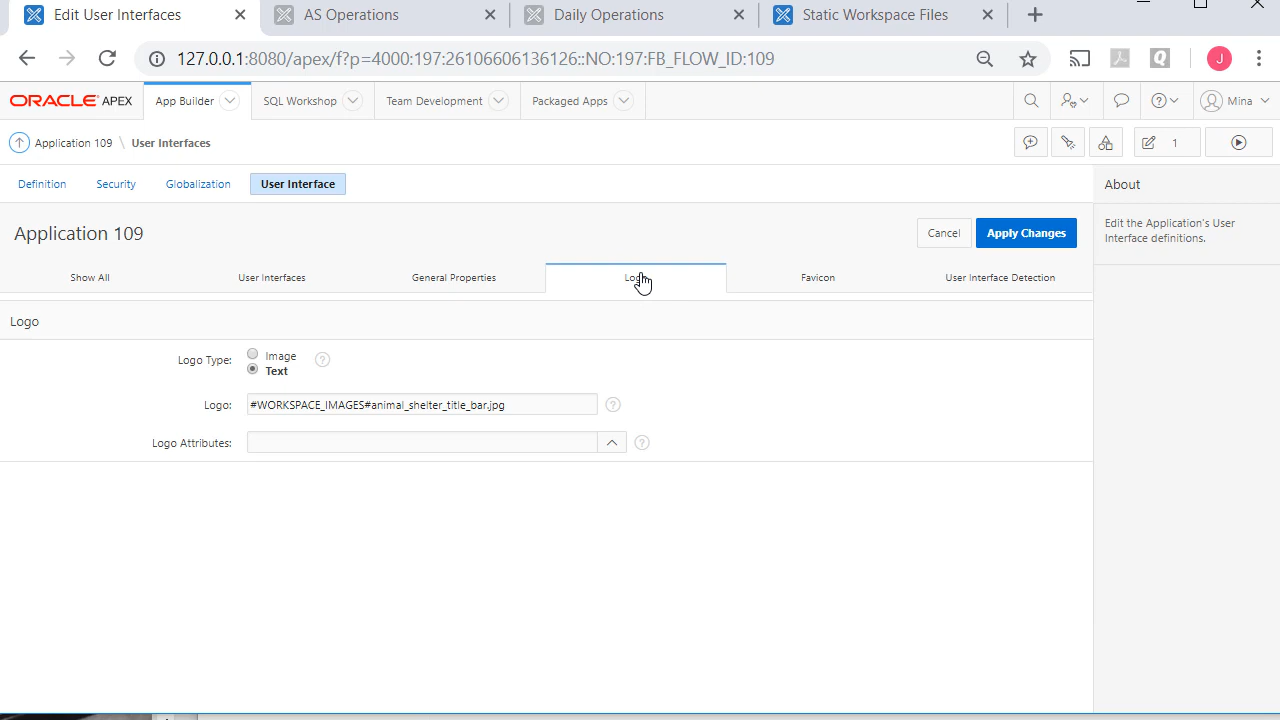 Edit User Interfaces
AS Operations
Daily Operations
Static Workspace Files
127.0.0.1:8080/apex/f?p=4000:197:26106606136126::NO:197:FB_FLOW_ID:109
J
ORACLE APEX
App Builder
SQL Workshop
Team Development
Packaged Apps
Mina
Application 109 \ User Interfaces
1
Definition
Security
Globalization
User Interface
About
Application 109
Cancel
Apply Changes
Edit the Application's User
Interface definitions.
Show All
User Interfaces
General Properties
Favicon
User Interface Detection
Logo
Logo Type:
Image
Text
Logo:
#WORKSPACE_IMAGES#animal_shelter_title_bar.jpg
Logo Attributes: